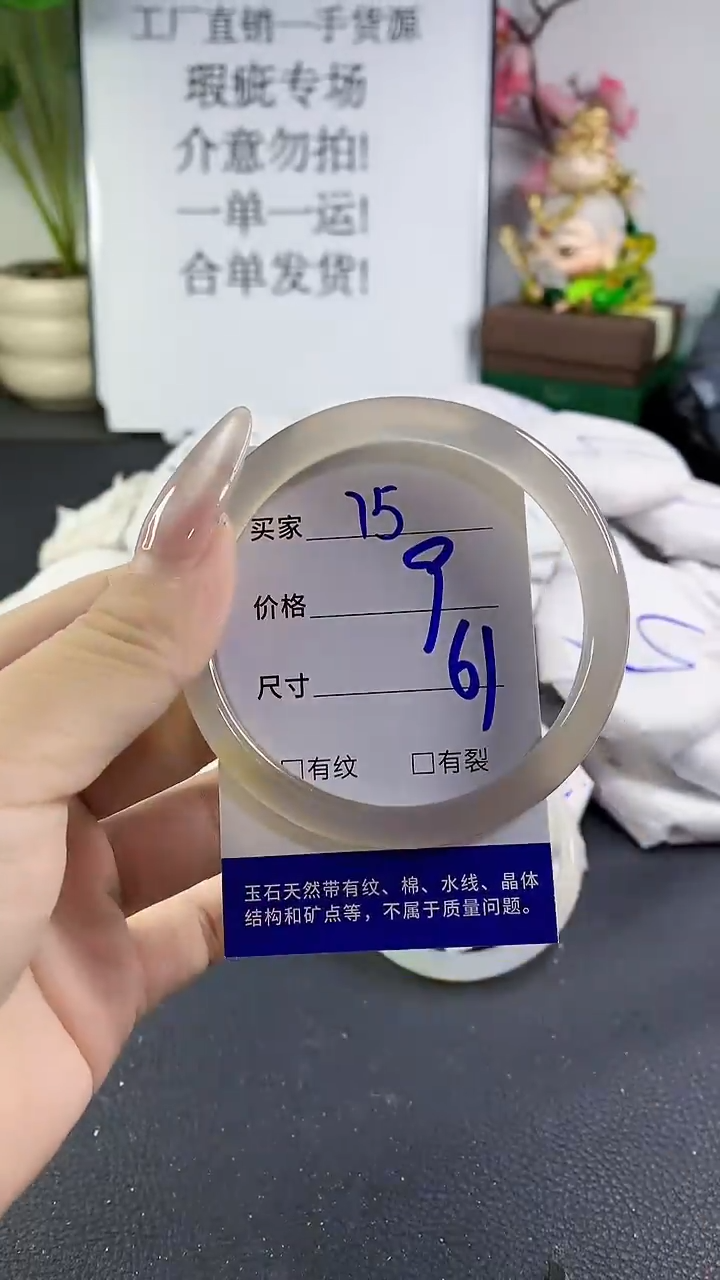 工厂直销一手货源
瑕疵专场
介意勿拍!
一单一运!
合单发货!
买家 15
价格 9
尺寸 61
□有纹 □有裂
玉石天然带有纹、棉、水线、晶体
结构和矿点等，不属于质量问题。